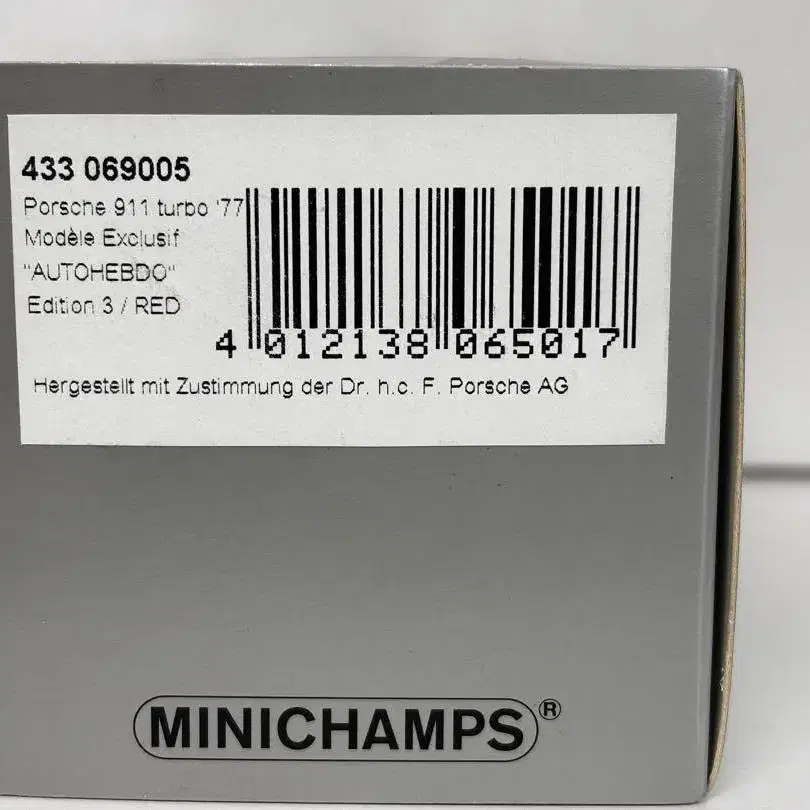 433 069005
Porsche 911 turbo '77
Modèle Exclusif
"AUTOHEBDO"
Edition 3 / RED
4 012138 065017
Hergestellt mit Zustimmung der Dr. h.c. F. Porsche AG
MINICHAMPS®